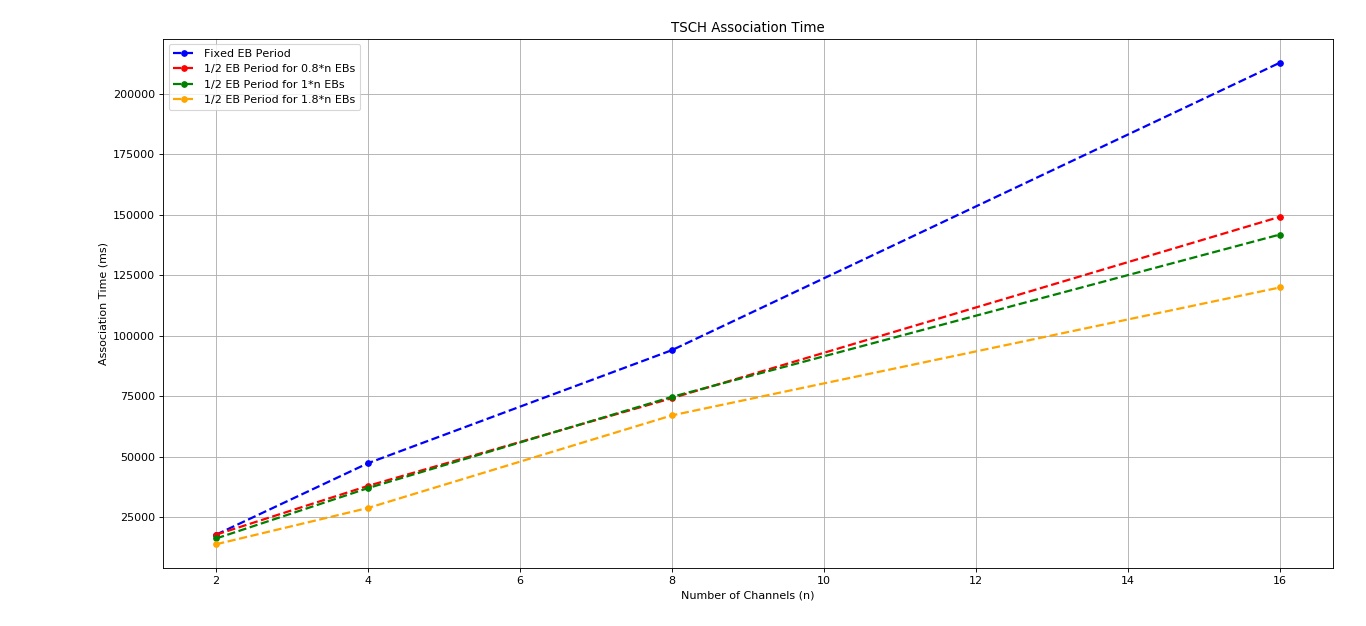 TSCH Association Time
Fixed EB Period
1/2 EB Period for 0.8*n EBs
1/2 EB Period for 1*n EBs
1/2 EB Period for 1.8*n EBs
200000
175000
150000
125000
100000
75000
50000
25000
Association Time (ms)
2 4 6 8 10 12 14 16
Number of Channels (n)